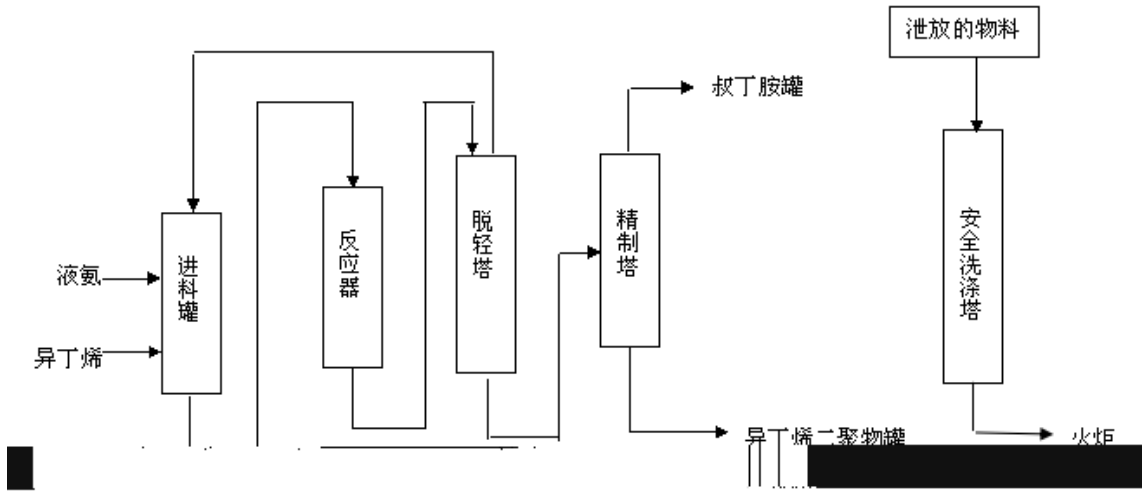 泄放的物料
叔丁胺罐
脱轻塔
精制塔
安全洗涤塔
反应器
进料罐
液氨
异丁烯
异丁烯二聚物罐
火炬